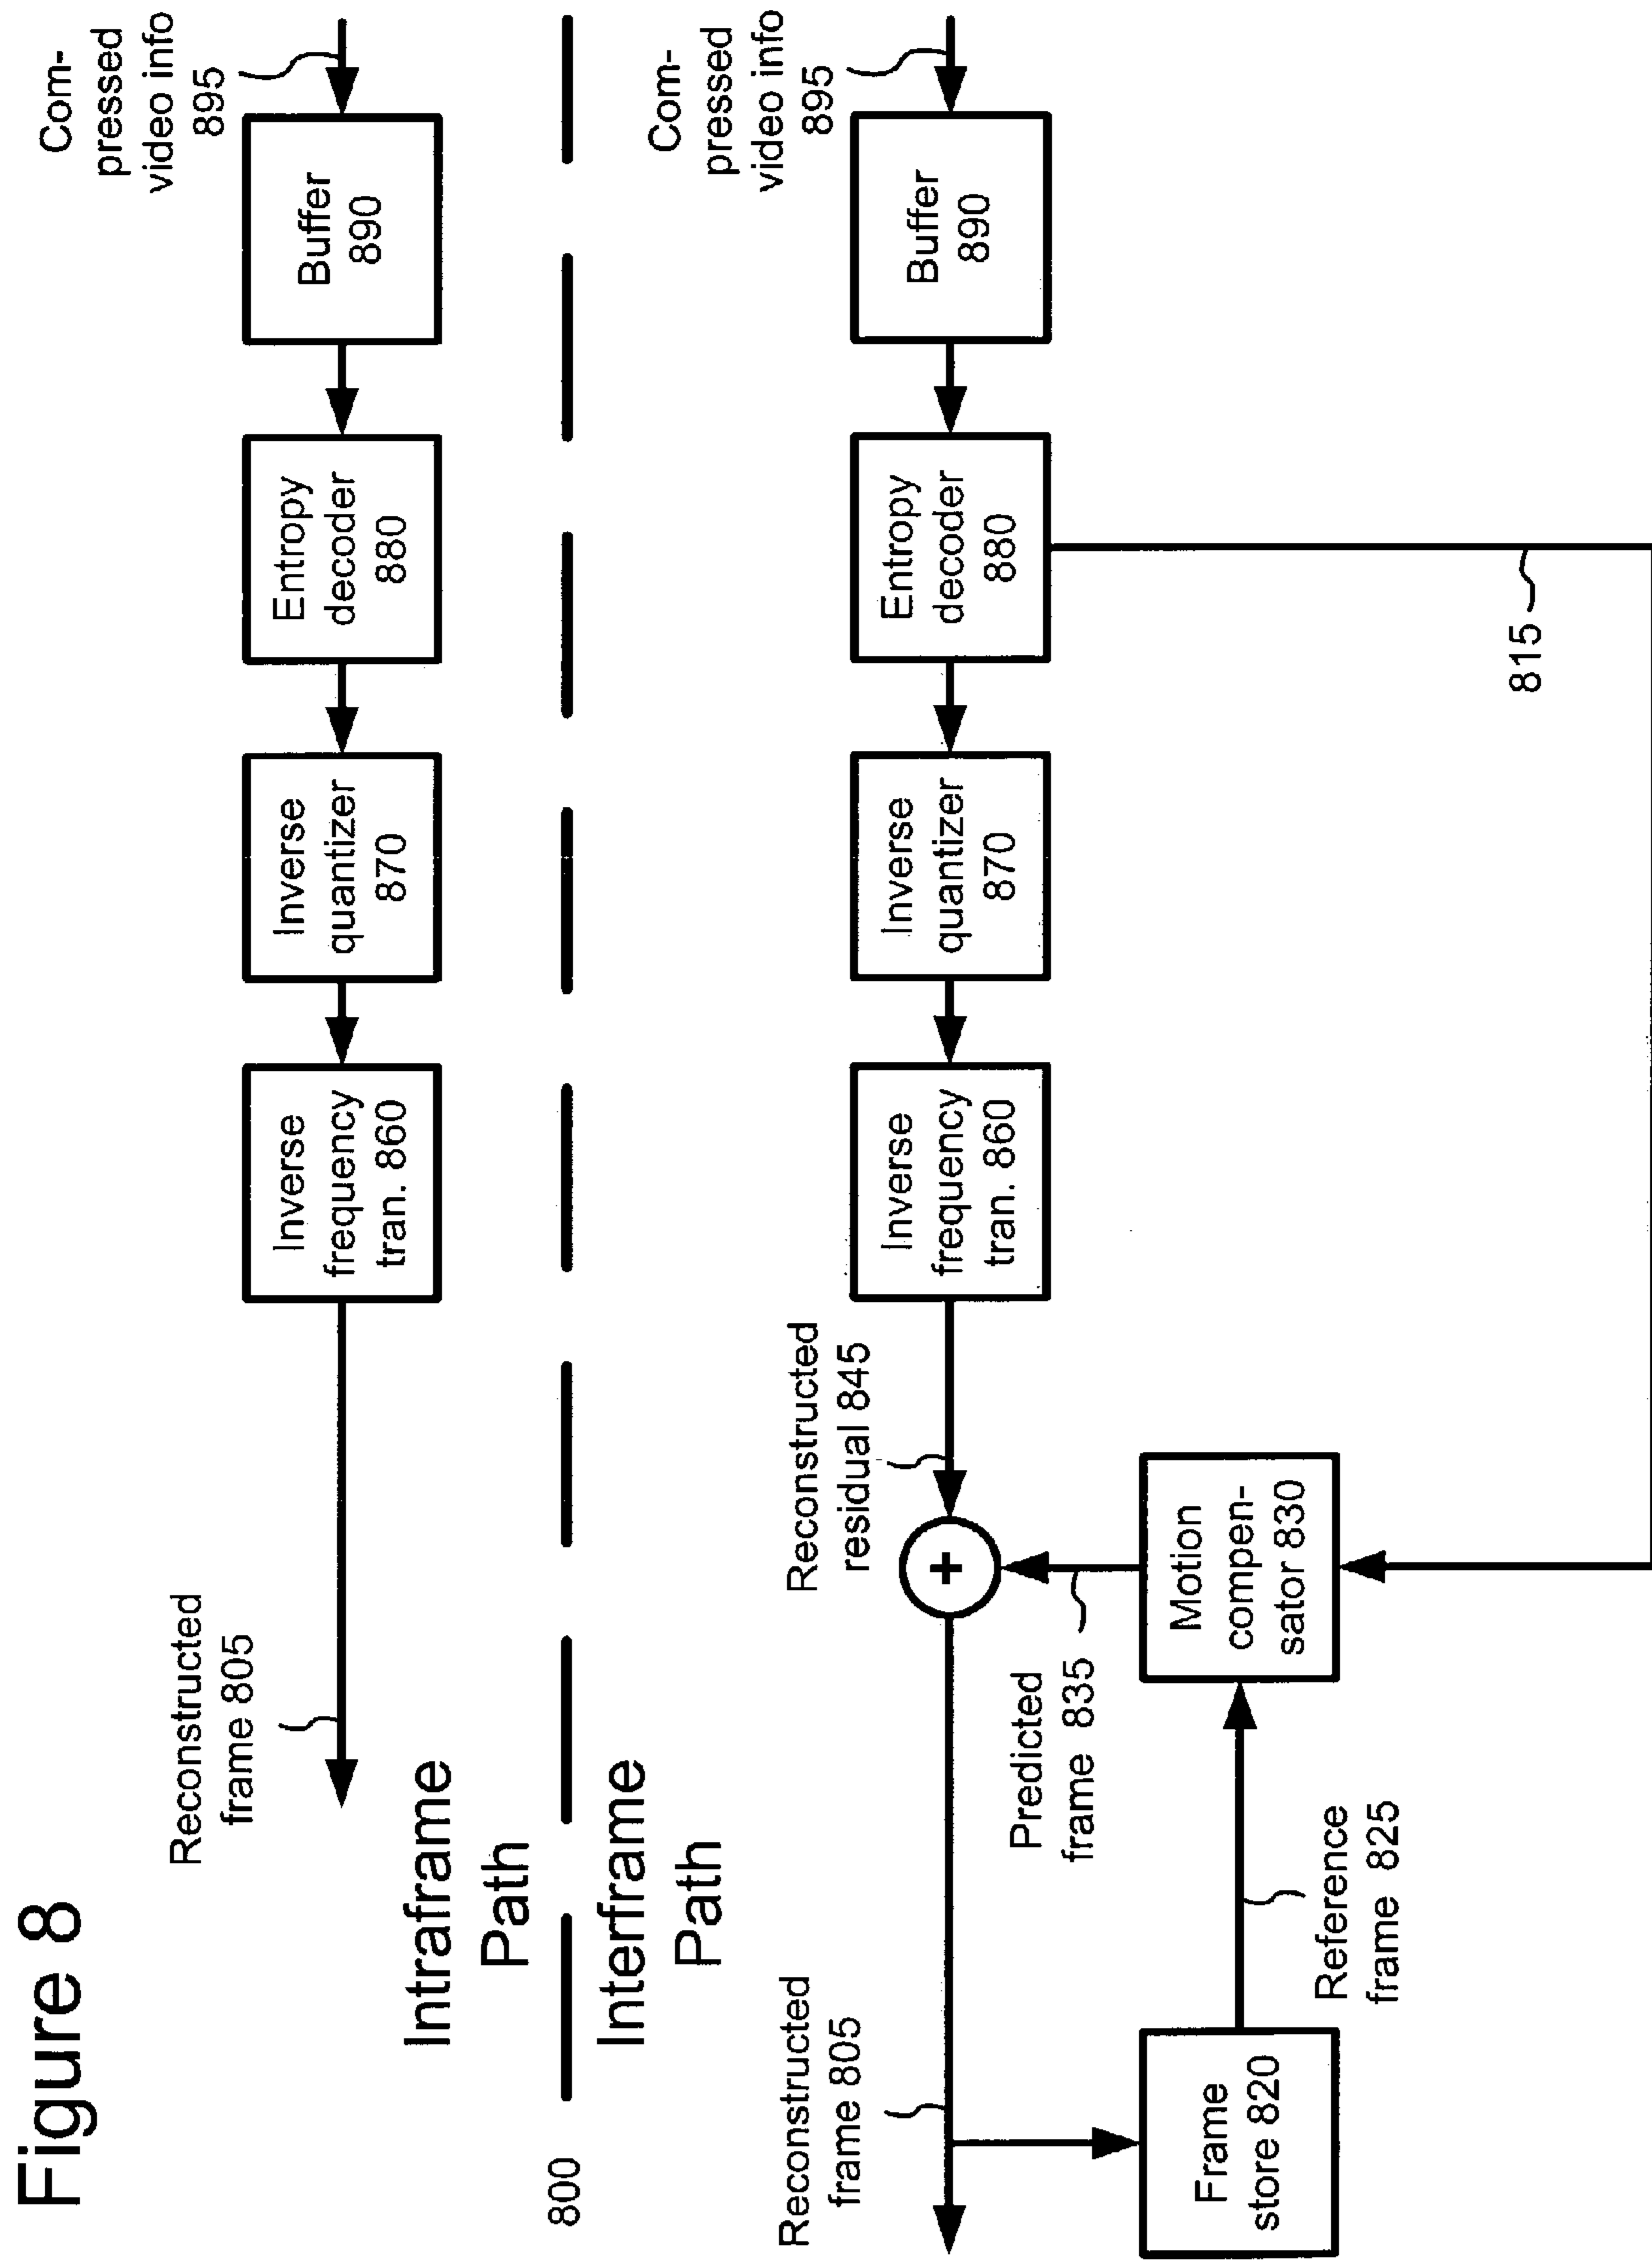 Figure 8
Reconstructed
frame 805
Inverse
frequency
tran. 860
Inverse
quantizer
870
Entropy
decoder
880
Buffer
890
Com-
pressed
video info
895
Intraframe
Path
800
Interframe
Path
Reconstructed
frame 805
Reconstructed
residual 845
+
Inverse
frequency
tran. 860
Inverse
quantizer
870
Entropy
decoder
880
Buffer
890
Com-
pressed
video info
895
Predicted
frame 835
Frame
store 820
Reference
frame 825
Motion
compen-
sator 830
815